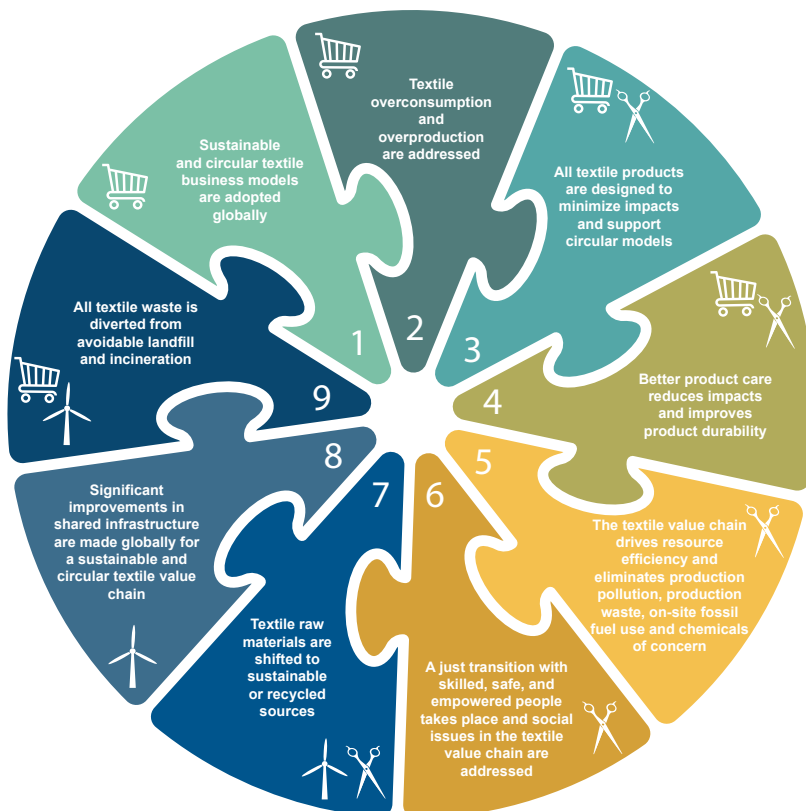 Sustainable
and circular textile
business models
are adopted
globally
1
Textile
overconsumption
and
overproduction
are addressed
2
All textile products
are designed to
minimize impacts
and support
circular models
3
Better product care
reduces impacts
and improves
product durability
4
The textile value chain
drives resource
efficiency and
eliminates production
pollution, production
waste, on-site fossil
fuel use and chemicals
of concern
5
A just transition with
skilled, safe, and
empowered people
takes place and social
issues in the textile
value chain are
addressed
6
Textile raw
materials are
shifted to
sustainable
or recycled
sources
7
Significant
improvements in
shared infrastructure
are made globally for
a sustainable and
circular textile value
chain
8
All textile waste is
diverted from
avoidable landfill
and incineration
9